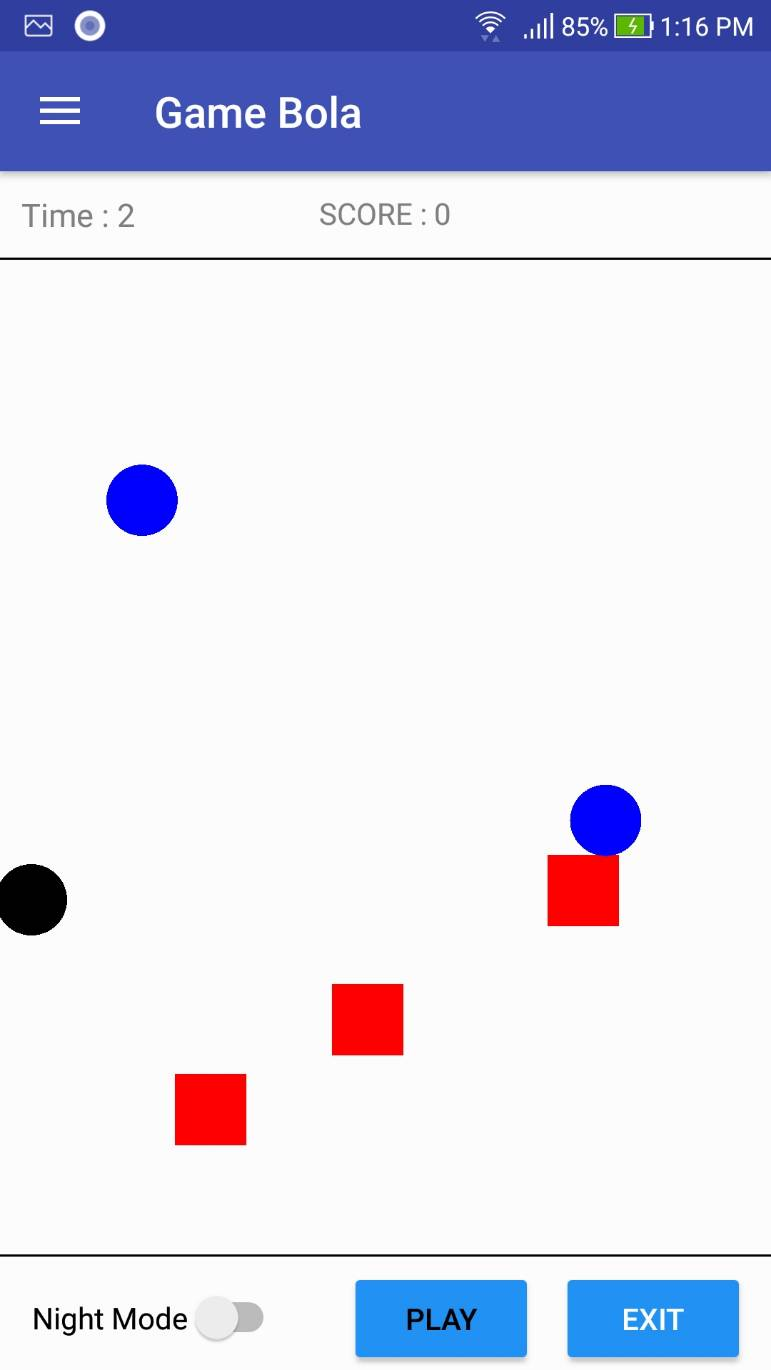 85% 1:16 PM
Game Bola
Time : 2 SCORE : 0
Night Mode PLAY EXIT